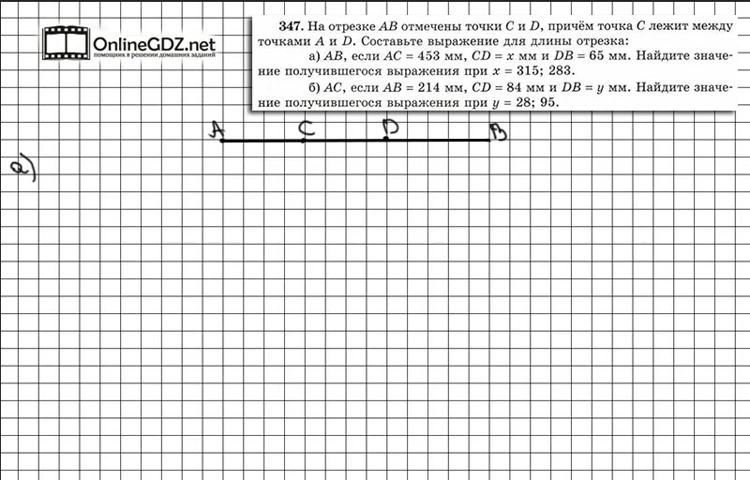 OnlineGDZ.net
помощник в решении домашних заданий
347. На отрезке AB отмечены точки C и D, причём точка C лежит между
точками A и D. Составьте выражение для длины отрезка:
а) AB, если AC = 453 мм, CD = x мм и DB = 65 мм. Найдите значе-
ние получившегося выражения при x = 315; 283.
б) AC, если AB = 214 мм, CD = 84 мм и DB = y мм. Найдите значе-
ние получившегося выражения при y = 28; 95.
A C D B
а)